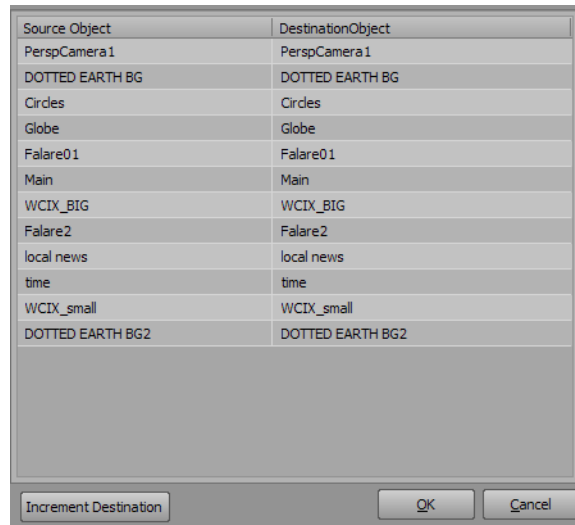 Source Object DestinationObject
PerspCamera1 PerspCamera1
DOTTED EARTH BG DOTTED EARTH BG
Circles Circles
Globe Globe
Falare01 Falare01
Main Main
WCIX_BIG WCIX_BIG
Falare2 Falare2
local news local news
time time
WCIX_small WCIX_small
DOTTED EARTH BG2 DOTTED EARTH BG2
Increment Destination OK Cancel